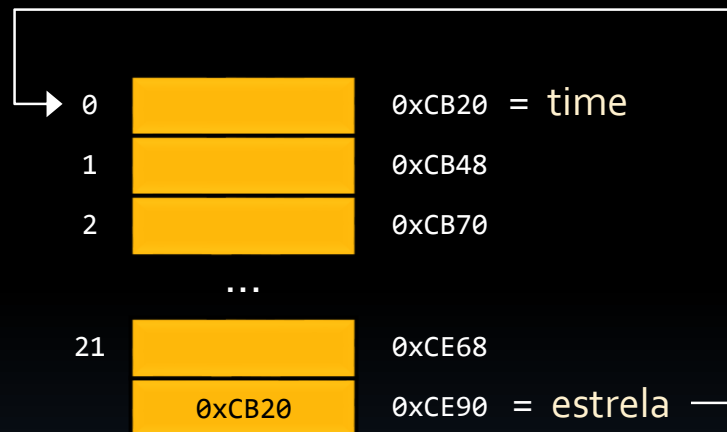 0 0xCB20 = time
1 0xCB48
2 0xCB70
...
21 0xCE68
0xCB20 0xCE90 = estrela